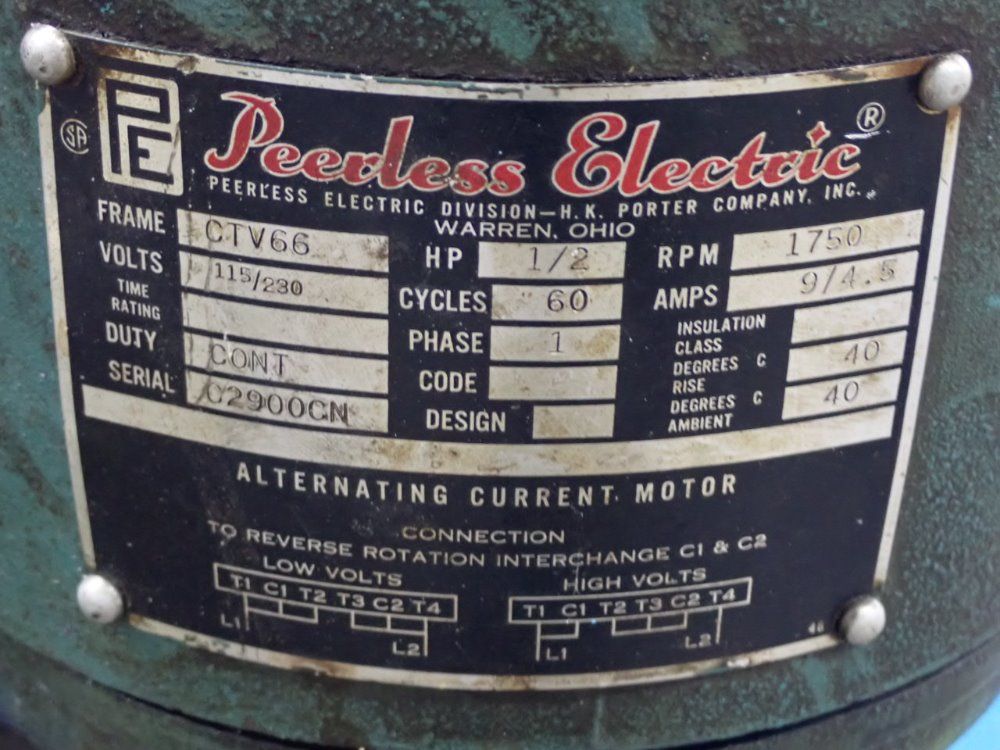 SA
PE
Peerless Electric ®
PEERLESS ELECTRIC DIVISION—H.K. PORTER COMPANY, INC.
WARREN, OHIO
FRAME CTV66 HP 1/2 RPM 1750
VOLTS 115/230 CYCLES 60 AMPS 9/4.5
TIME RATING PHASE 1 INSULATION CLASS
DUTY CONT CODE DEGREES C RISE 40
SERIAL C2900CN DESIGN DEGREES C AMBIENT 40
ALTERNATING CURRENT MOTOR
CONNECTION
TO REVERSE ROTATION INTERCHANGE C1 & C2
LOW VOLTS HIGH VOLTS
T1 C1 T2 T3 C2 T4 T1 C1 T2 T3 C2 T4
L1 L2 L1 L2